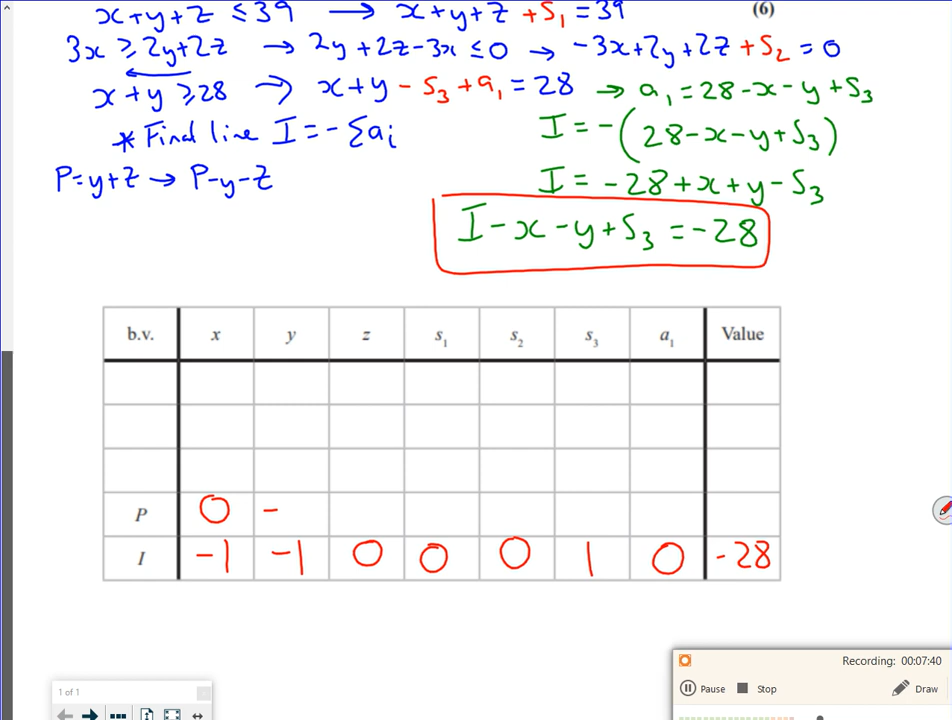 x+y+z ≤39 → x+y+z +S₁ =39 (6)
3x ≥2y+2z → 2y+2z-3x ≤0 → -3x+2y+2z +S₂ =0
x+y ≥28 → x+y -S₃ +a₁ =28 → a₁ =28-x-y+S₃
* Final line I = -Σaᵢ I = -(28-x-y+S₃)
P=y+z → P-y-z I = -28+x+y-S₃
I-x-y+S₃ =-28
b.v. x y z s₁ s₂ s₃ a₁ Value
P 0 -
I -1 -1 0 0 0 1 0 -28
Recording: 00:07:40
1 of 1
Pause Stop Draw